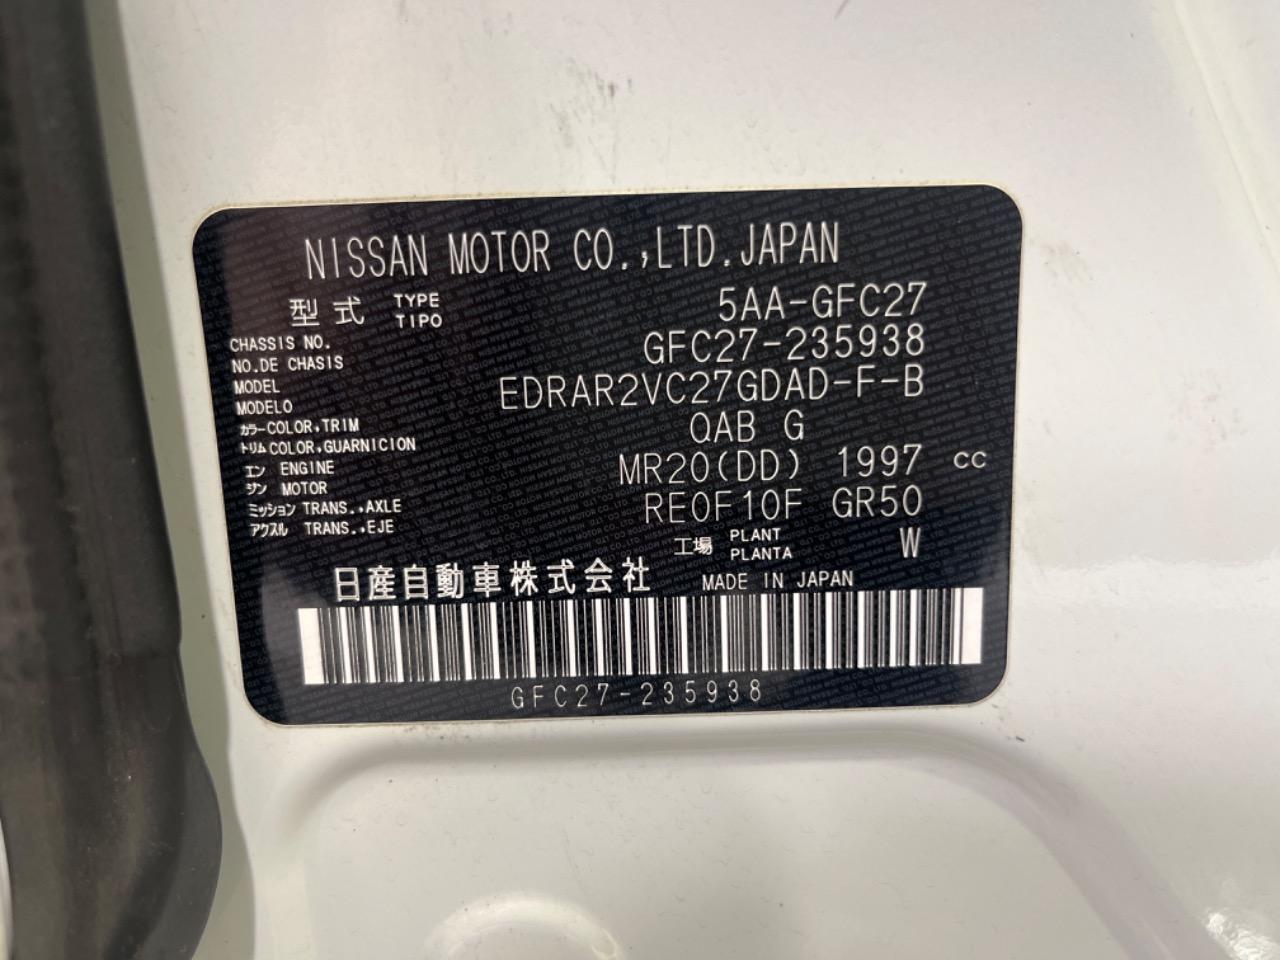 NISSAN MOTOR CO.,LTD.JAPAN
型式 TYPE TIPO 5AA-GFC27
CHASSIS NO.
NO.DE CHASIS GFC27-235938
MODEL
MODELO EDRAR2VC27GDAD-F-B
カラー COLOR,TRIM
トリム COLOR,GUARNICION QAB G
エン ENGINE
ジン MOTOR MR20(DD) 1997 CC
ミッション TRANS.,AXLE
アクスル TRANS.,EJE RE0F10F GR50
工場 PLANT PLANTA W
日産自動車株式会社 MADE IN JAPAN
GFC27-235938